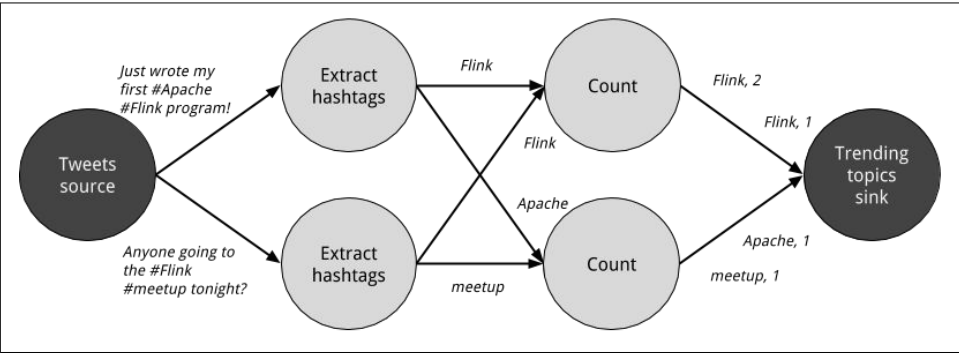 Tweets
source
Just wrote my
first #Apache
#Flink program!
Anyone going to
the #Flink
#meetup tonight?
Extract
hashtags
Extract
hashtags
Flink
Flink
Apache
meetup
Count
Count
Flink, 2
Flink, 1
Apache, 1
meetup, 1
Trending
topics
sink